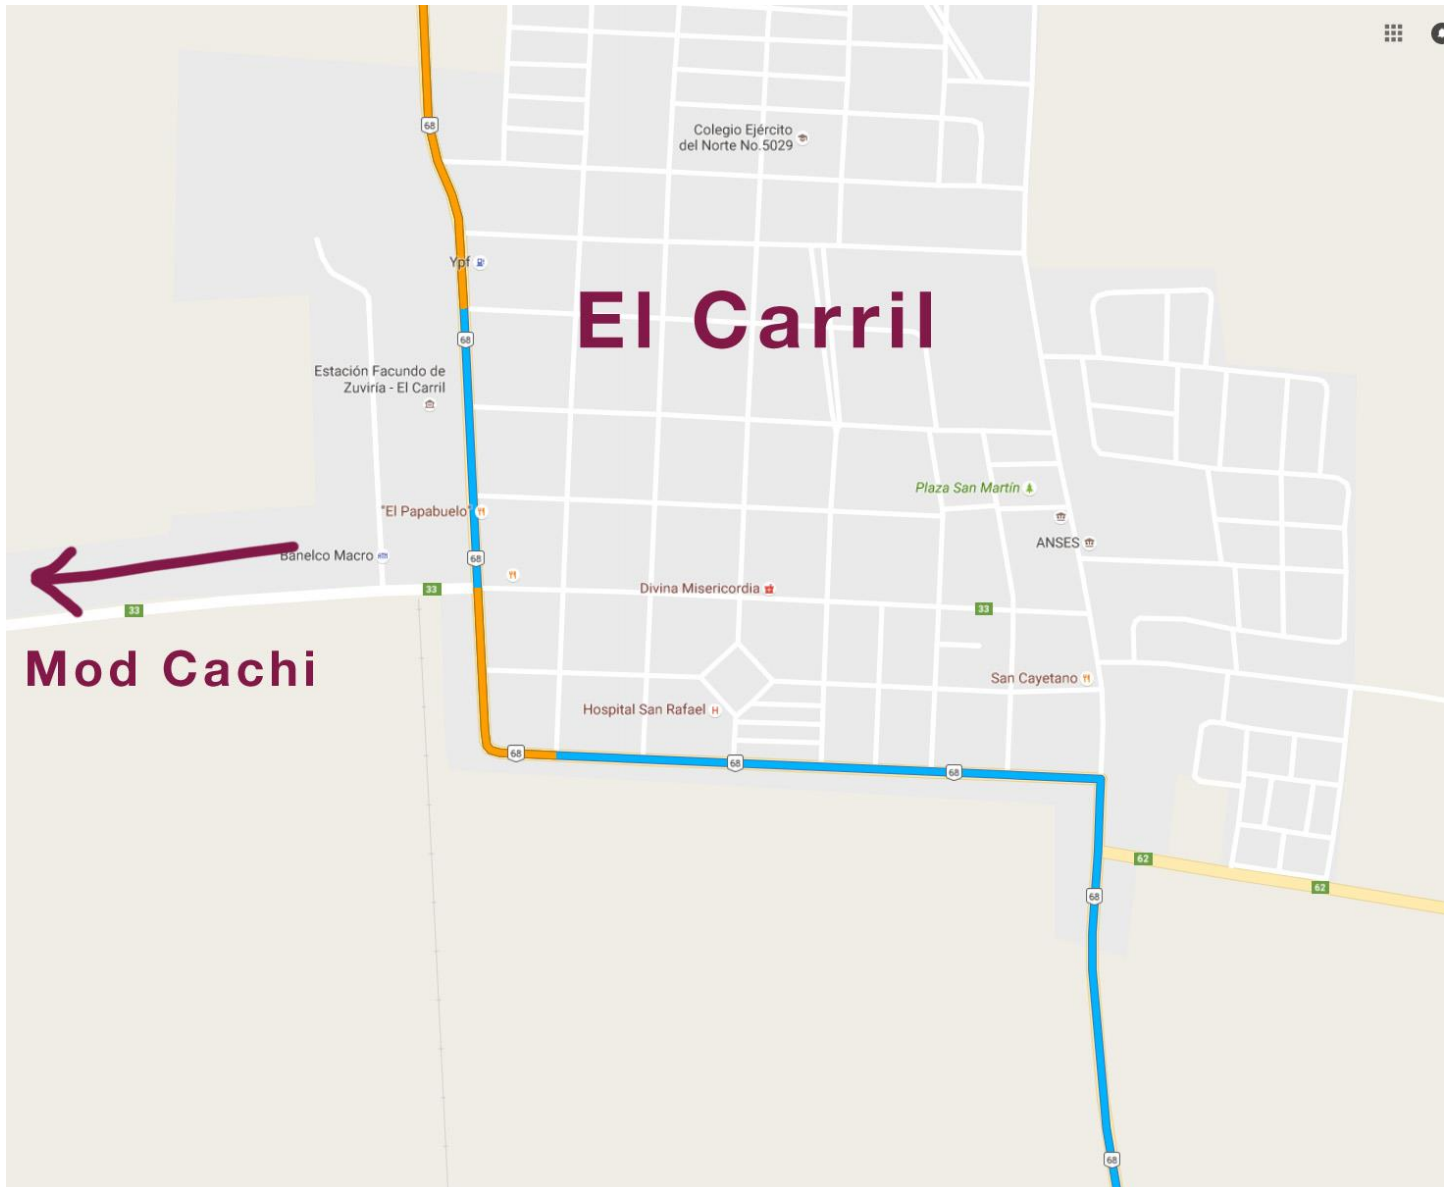 68
Colegio Ejército
del Norte No.5029
Ypf
El Carril
68
Estación Facundo de
Zuviría - El Carril
Plaza San Martín
"El Papabuelo"
ANSES
Banelco Macro
68
33
Divina Misericordia
33
33
Mod Cachi
San Cayetano
Hospital San Rafael
H
68
68
68
62
62
68
68